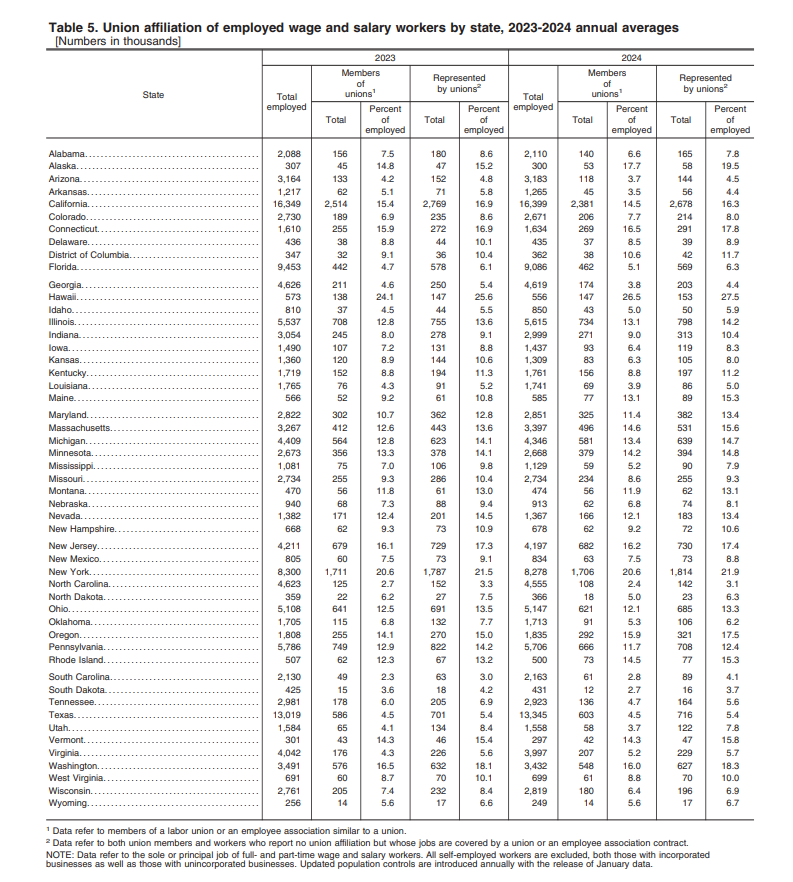 Table 5. Union affiliation of employed wage and salary workers by state, 2023-2024 annual averages
[Numbers in thousands]
State 2023 2024
Total employed Members of unions¹ Represented by unions² Total employed Members of unions¹ Represented by unions²
Total Percent of employed Total Percent of employed Total Percent of employed Total Percent of employed
Alabama 2,088 156 7.5 180 8.6 2,110 140 6.6 165 7.8
Alaska 307 45 14.8 47 15.2 300 53 17.7 58 19.5
Arizona 3,164 133 4.2 152 4.8 3,183 118 3.7 144 4.5
Arkansas 1,217 62 5.1 71 5.8 1,265 45 3.5 56 4.4
California 16,349 2,514 15.4 2,769 16.9 16,399 2,381 14.5 2,678 16.3
Colorado 2,730 189 6.9 235 8.6 2,671 206 7.7 214 8.0
Connecticut 1,610 255 15.9 272 16.9 1,634 269 16.5 291 17.8
Delaware 436 38 8.8 44 10.1 435 37 8.5 39 8.9
District of Columbia 347 32 9.1 36 10.4 362 38 10.6 42 11.7
Florida 9,453 442 4.7 578 6.1 9,086 462 5.1 569 6.3
Georgia 4,626 211 4.6 250 5.4 4,619 174 3.8 203 4.4
Hawaii 573 138 24.1 147 25.6 556 147 26.5 153 27.5
Idaho 810 37 4.5 44 5.5 850 43 5.0 50 5.9
Illinois 5,537 708 12.8 755 13.6 5,615 734 13.1 798 14.2
Indiana 3,054 245 8.0 278 9.1 2,999 271 9.0 313 10.4
Iowa 1,490 107 7.2 131 8.8 1,437 93 6.4 119 8.3
Kansas 1,360 120 8.9 144 10.6 1,309 83 6.3 105 8.0
Kentucky 1,719 152 8.8 194 11.3 1,761 156 8.8 197 11.2
Louisiana 1,765 76 4.3 91 5.2 1,741 69 3.9 86 5.0
Maine 566 52 9.2 61 10.8 585 77 13.1 89 15.3
Maryland 2,822 302 10.7 362 12.8 2,851 325 11.4 382 13.4
Massachusetts 3,267 412 12.6 443 13.6 3,397 496 14.6 531 15.6
Michigan 4,409 564 12.8 623 14.1 4,346 581 13.4 639 14.7
Minnesota 2,673 356 13.3 378 14.1 2,668 379 14.2 394 14.8
Mississippi 1,081 75 7.0 106 9.8 1,129 59 5.2 90 7.9
Missouri 2,734 255 9.3 286 10.4 2,734 234 8.6 255 9.3
Montana 470 56 11.8 61 13.0 474 56 11.9 62 13.1
Nebraska 940 68 7.3 88 9.4 913 62 6.8 74 8.1
Nevada 1,382 171 12.4 201 14.5 1,367 166 12.1 183 13.4
New Hampshire 668 62 9.3 73 10.9 678 62 9.2 72 10.6
New Jersey 4,211 679 16.1 729 17.3 4,197 682 16.2 730 17.4
New Mexico 805 60 7.5 73 9.1 834 63 7.5 73 8.8
New York 8,300 1,711 20.6 1,787 21.5 8,278 1,706 20.6 1,814 21.9
North Carolina 4,623 125 2.7 152 3.3 4,555 108 2.4 142 3.1
North Dakota 359 22 6.2 27 7.5 366 18 5.0 23 6.3
Ohio 5,108 641 12.5 691 13.5 5,147 621 12.1 685 13.3
Oklahoma 1,705 115 6.8 132 7.7 1,713 91 5.3 106 6.2
Oregon 1,808 255 14.1 270 15.0 1,835 292 15.9 321 17.5
Pennsylvania 5,786 749 12.9 822 14.2 5,706 666 11.7 708 12.4
Rhode Island 507 62 12.3 67 13.2 500 73 14.5 77 15.3
South Carolina 2,130 49 2.3 63 3.0 2,163 61 2.8 89 4.1
South Dakota 425 15 3.6 18 4.2 431 12 2.7 16 3.7
Tennessee 2,981 178 6.0 205 6.9 2,923 136 4.7 164 5.6
Texas 13,019 586 4.5 701 5.4 13,345 603 4.5 716 5.4
Utah 1,584 65 4.1 134 8.4 1,558 58 3.7 122 7.8
Vermont 301 43 14.3 46 15.4 297 42 14.3 47 15.8
Virginia 4,042 176 4.3 226 5.6 3,997 207 5.2 229 5.7
Washington 3,491 576 16.5 632 18.1 3,432 548 16.0 627 18.3
West Virginia 691 60 8.7 70 10.1 699 61 8.8 70 10.0
Wisconsin 2,761 205 7.4 232 8.4 2,819 180 6.4 196 6.9
Wyoming 256 14 5.6 17 6.6 249 14 5.6 17 6.7
¹ Data refer to members of a labor union or an employee association similar to a union.
² Data refer to both union members and workers who report no union affiliation but whose jobs are covered by a union or an employee association contract.
NOTE: Data refer to the sole or principal job of full- and part-time wage and salary workers. All self-employed workers are excluded, both those with incorporated
businesses as well as those with unincorporated businesses. Updated population controls are introduced annually with the release of January data.